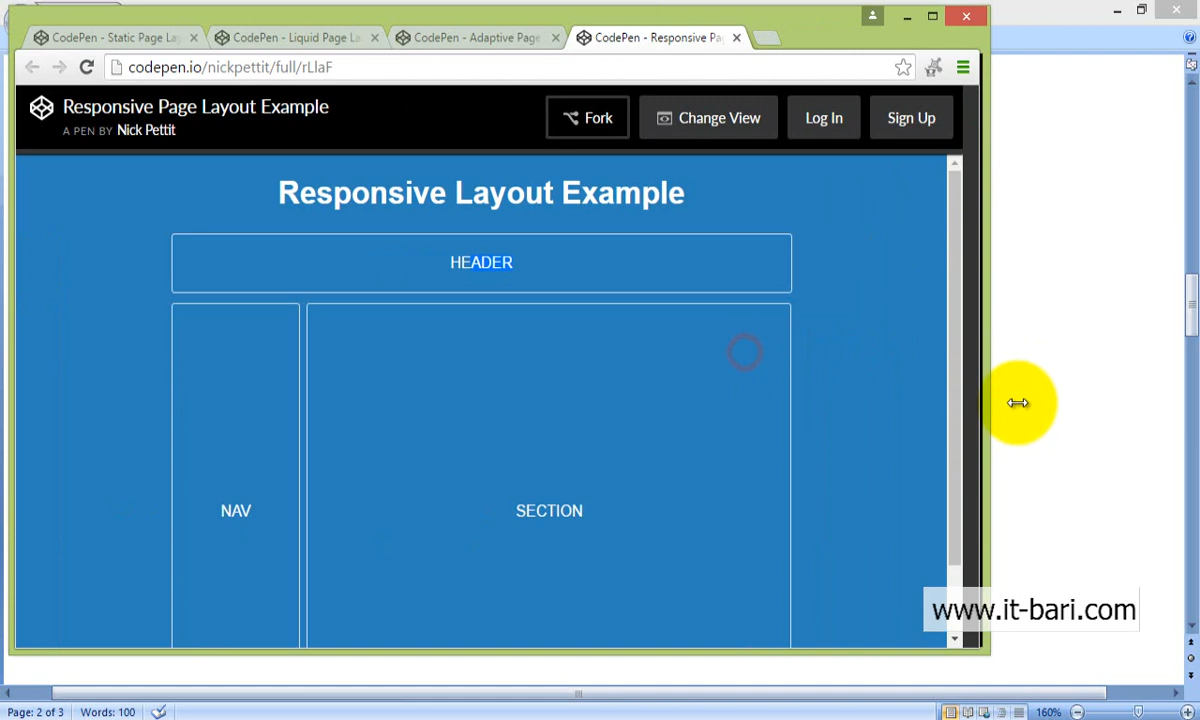 CodePen - Static Page La
CodePen - Liquid Page La
CodePen - Adaptive Page
CodePen - Responsive Pa
codepen.io/nickpettit/full/rLlaF
Responsive Page Layout Example
A PEN BY Nick Pettit
Fork
Change View
Log In
Sign Up
Responsive Layout Example
HEADER
NAV
SECTION
www.it-bari.com
Page: 2 of 3
Words: 100
160%